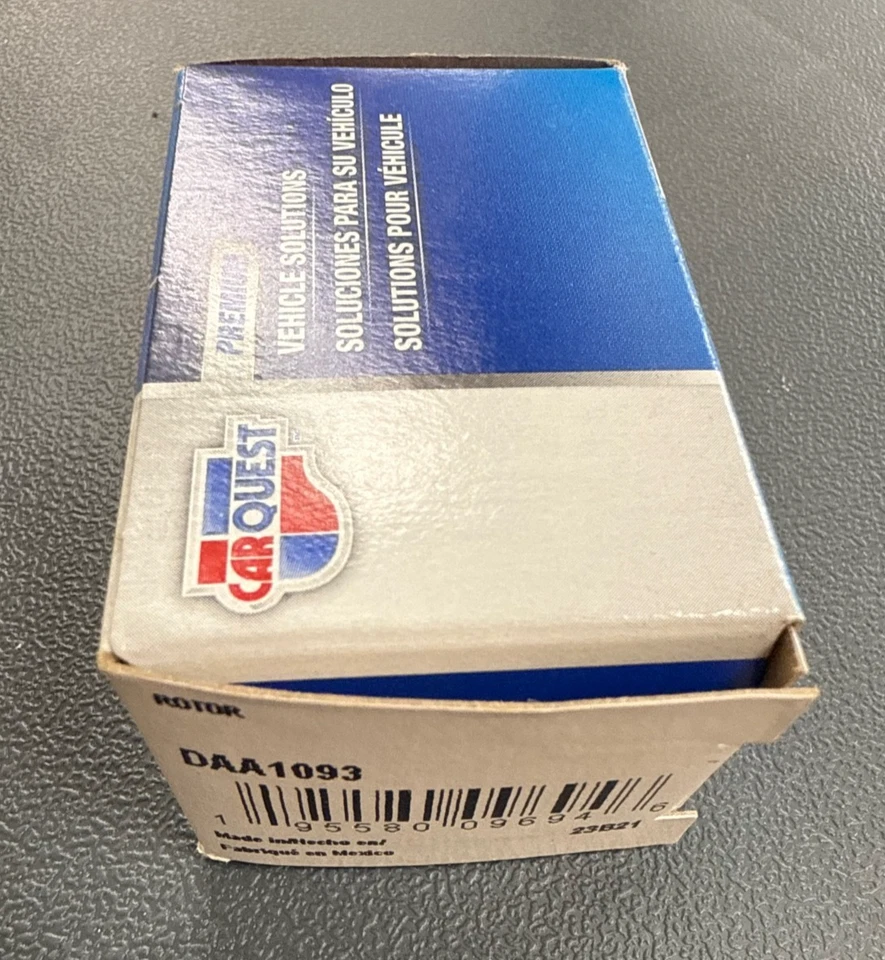 PREMIUM
VEHICLE SOLUTIONS
SOLUCIONES PARA SU VEHÍCULO
SOLUTIONS POUR VÉHICULE
CARQUEST
ROTOR
DAA1093
1 95580 09694 6
23B21
Made in/Hecho en/
Fabriqué en Mexico